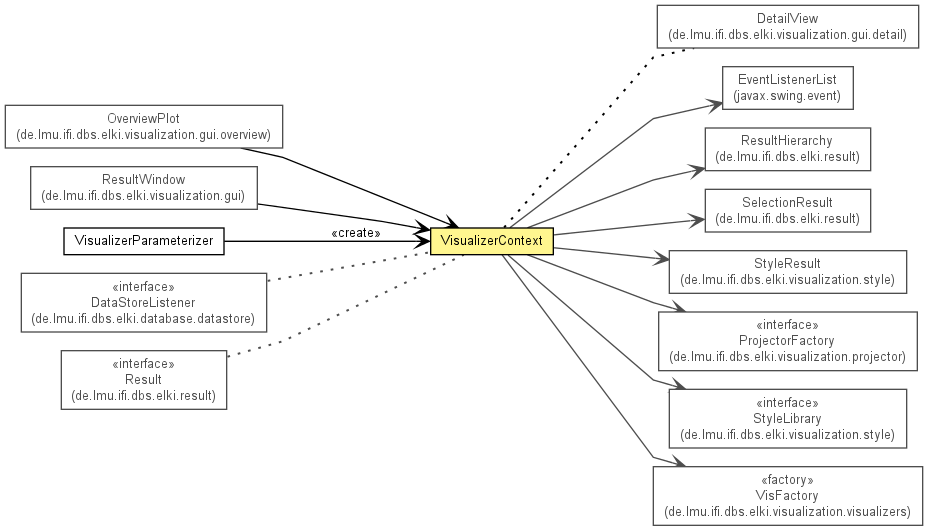 DetailView
(de.lmu.ifi.dbs.elki.visualization.gui.detail)
EventListenerList
(javax.swing.event)
OverviewPlot
(de.lmu.ifi.dbs.elki.visualization.gui.overview)
ResultHierarchy
(de.lmu.ifi.dbs.elki.result)
ResultWindow
(de.lmu.ifi.dbs.elki.visualization.gui)
SelectionResult
(de.lmu.ifi.dbs.elki.result)
VisualizerParameterizer
«create»
VisualizerContext
StyleResult
(de.lmu.ifi.dbs.elki.visualization.style)
«interface»
DataStoreListener
(de.lmu.ifi.dbs.elki.database.datastore)
«interface»
ProjectorFactory
(de.lmu.ifi.dbs.elki.visualization.projector)
«interface»
Result
(de.lmu.ifi.dbs.elki.result)
«interface»
StyleLibrary
(de.lmu.ifi.dbs.elki.visualization.style)
«factory»
VisFactory
(de.lmu.ifi.dbs.elki.visualization.visualizers)